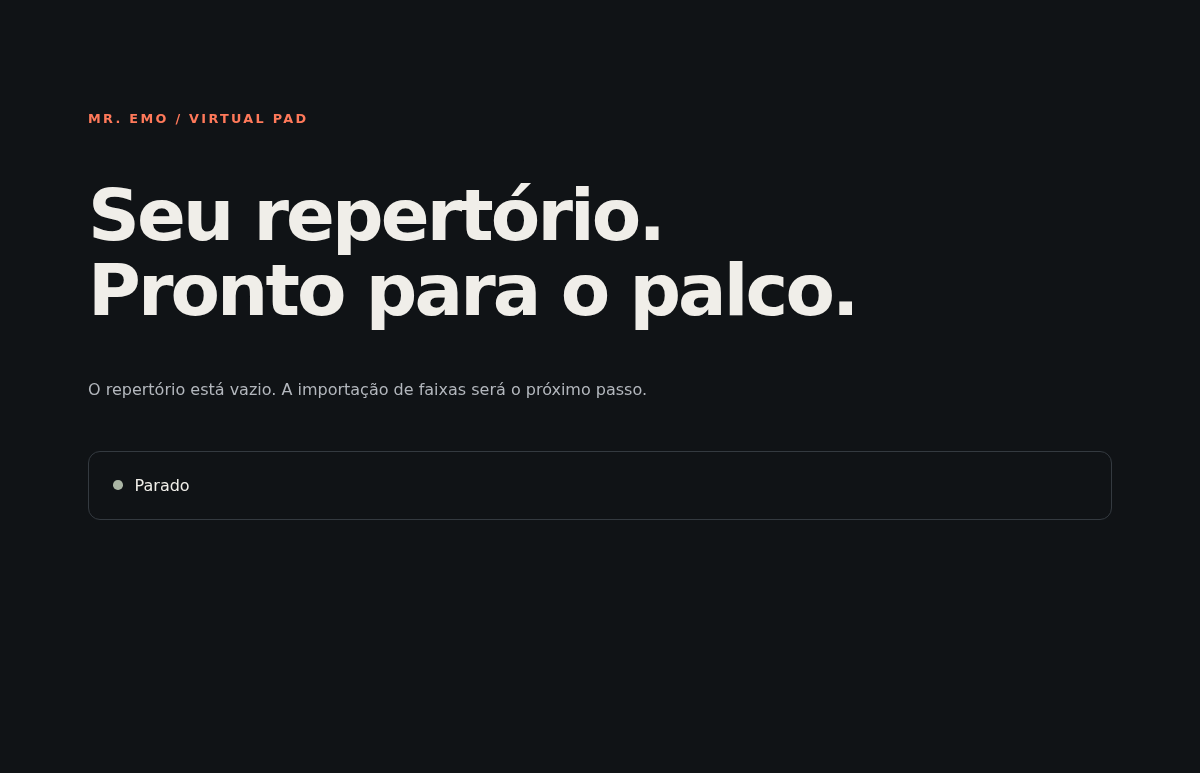 MR. EMO / VIRTUAL PAD
Seu repertório.
Pronto para o palco.
O repertório está vazio. A importação de faixas será o próximo passo.
Parado